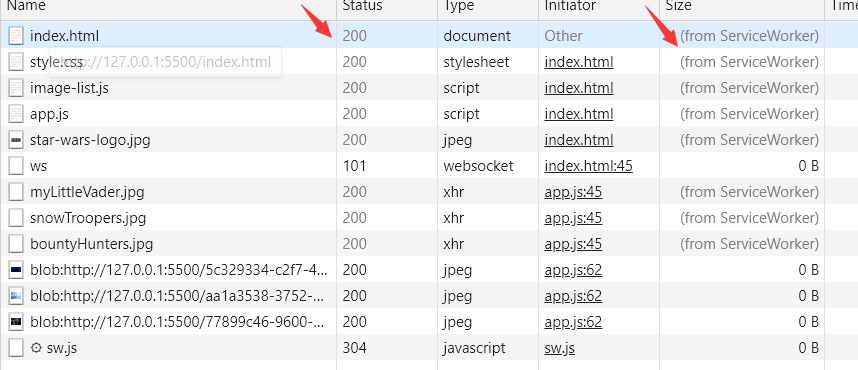 Name Status Type Initiator Size Time
index.html 200 document Other (from ServiceWorker)
style.css 200 stylesheet index.html (from ServiceWorker)
http://127.0.0.1:5500/index.html
image-list.js 200 script index.html (from ServiceWorker)
app.js 200 script index.html (from ServiceWorker)
star-wars-logo.jpg 200 jpeg index.html (from ServiceWorker)
ws 101 websocket index.html:45 0 B
myLittleVader.jpg 200 xhr app.js:45 (from ServiceWorker)
snowTroopers.jpg 200 xhr app.js:45 (from ServiceWorker)
bountyHunters.jpg 200 xhr app.js:45 (from ServiceWorker)
blob:http://127.0.0.1:5500/5c329334-c2f7-4... 200 jpeg app.js:62 0 B
blob:http://127.0.0.1:5500/aa1a3538-3752-... 200 jpeg app.js:62 0 B
blob:http://127.0.0.1:5500/77899c46-9600-... 200 jpeg app.js:62 0 B
⚙ sw.js 304 javascript sw.js 0 B